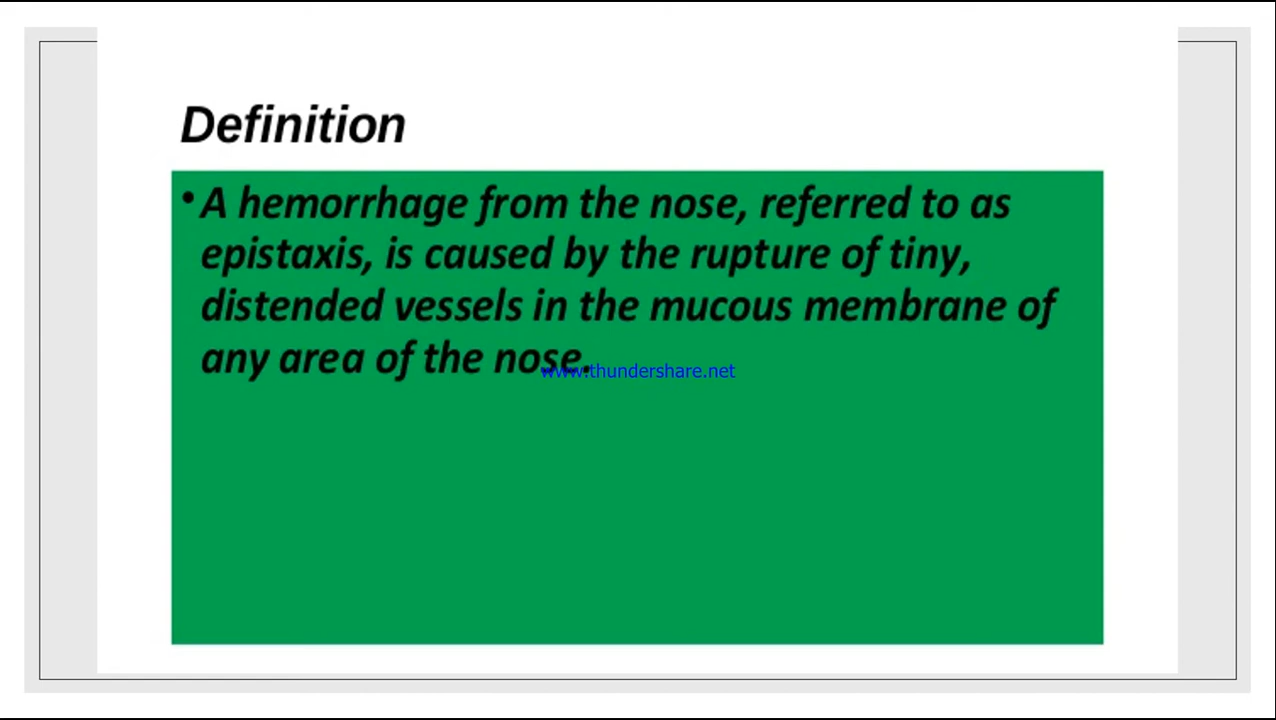 Definition
• A hemorrhage from the nose, referred to as
epistaxis, is caused by the rupture of tiny,
distended vessels in the mucous membrane of
any area of the nose.
www.thundershare.net